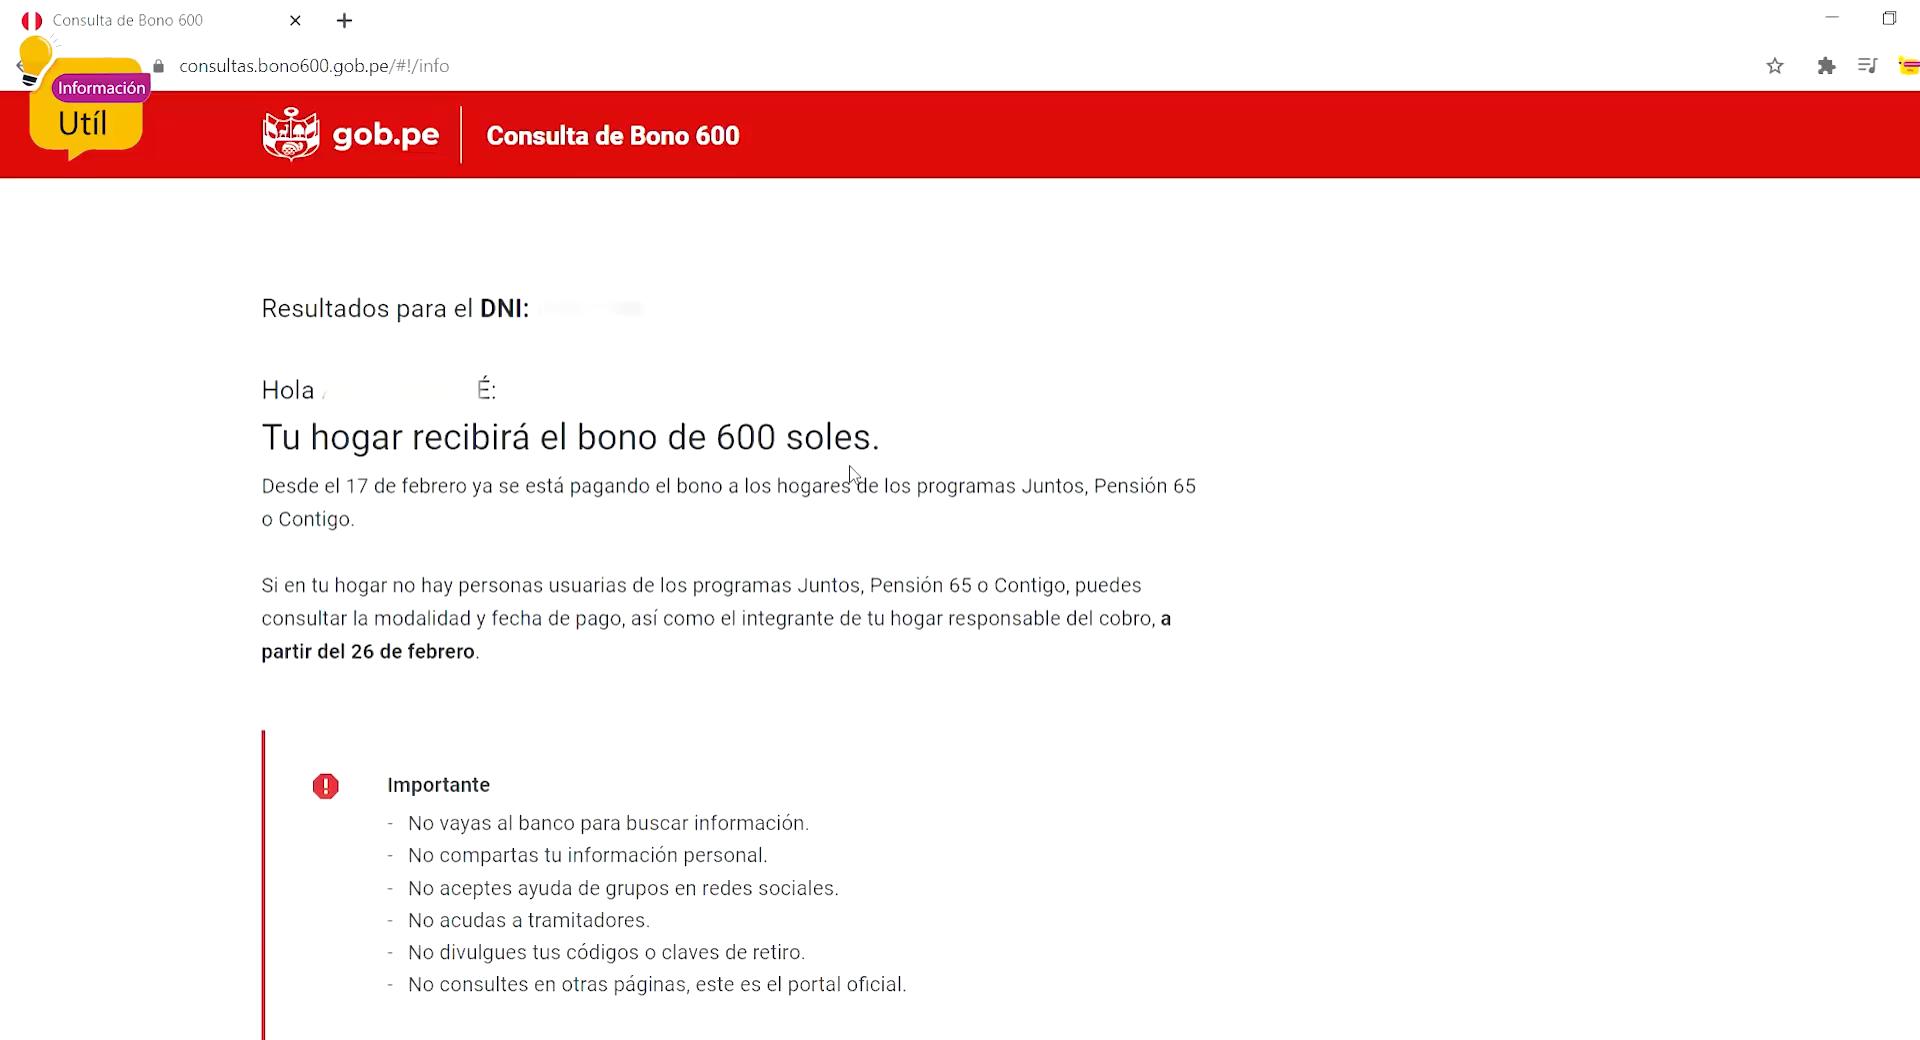 Consulta de Bono 600
consultas.bono600.gob.pe/#!/info
Información
Utíl
gob.pe
Consulta de Bono 600
Resultados para el DNI:
Hola
É:
Tu hogar recibirá el bono de 600 soles.
Desde el 17 de febrero ya se está pagando el bono a los hogares de los programas Juntos, Pensión 65
o Contigo.
Si en tu hogar no hay personas usuarias de los programas Juntos, Pensión 65 o Contigo, puedes
consultar la modalidad y fecha de pago, así como el integrante de tu hogar responsable del cobro, a
partir del 26 de febrero.
Importante
- No vayas al banco para buscar información.
- No compartas tu información personal.
- No aceptes ayuda de grupos en redes sociales.
- No acudas a tramitadores.
- No divulgues tus códigos o claves de retiro.
- No consultes en otras páginas, este es el portal oficial.